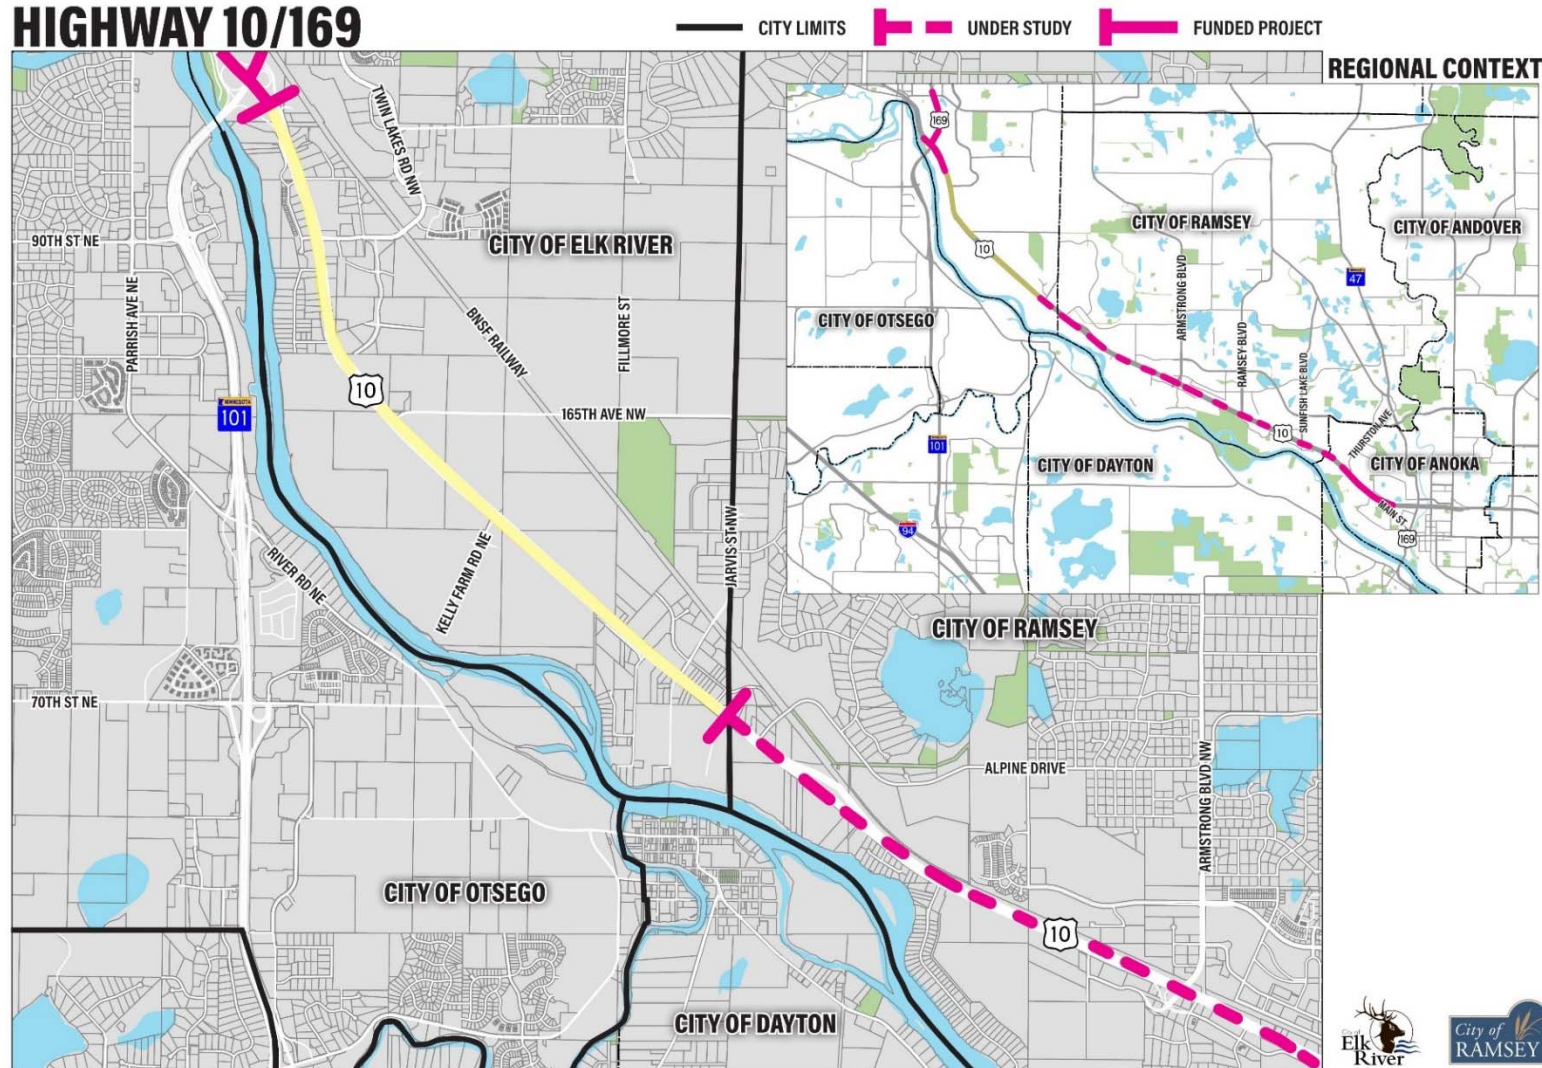 HIGHWAY 10/169
CITY LIMITS
UNDER STUDY
FUNDED PROJECT
REGIONAL CONTEXT
TWIN LAKES RD NW
90TH ST NE
CITY OF ELK RIVER
PARRISH AVE NE
BNSF RAILWAY
FILLMORE ST
10
MINNESOTA
101
165TH AVE NW
JARVIS ST NW
KELLY FARM RD NE
RIVER RD NE
70TH ST NE
CITY OF RAMSEY
ALPINE DRIVE
ARMSTRONG BLVD NW
CITY OF OTSEGO
10
CITY OF DAYTON
169
CITY OF RAMSEY
CITY OF ANDOVER
10
47
ARMSTRONG BLVD
CITY OF OTSEGO
RAMSEY BLVD
SUNFISH LAKE BLVD
101
10
THURSTON AVE
CITY OF DAYTON
CITY OF ANOKA
MAIN ST
94
169
City of
Elk
River
City of
RAMSEY